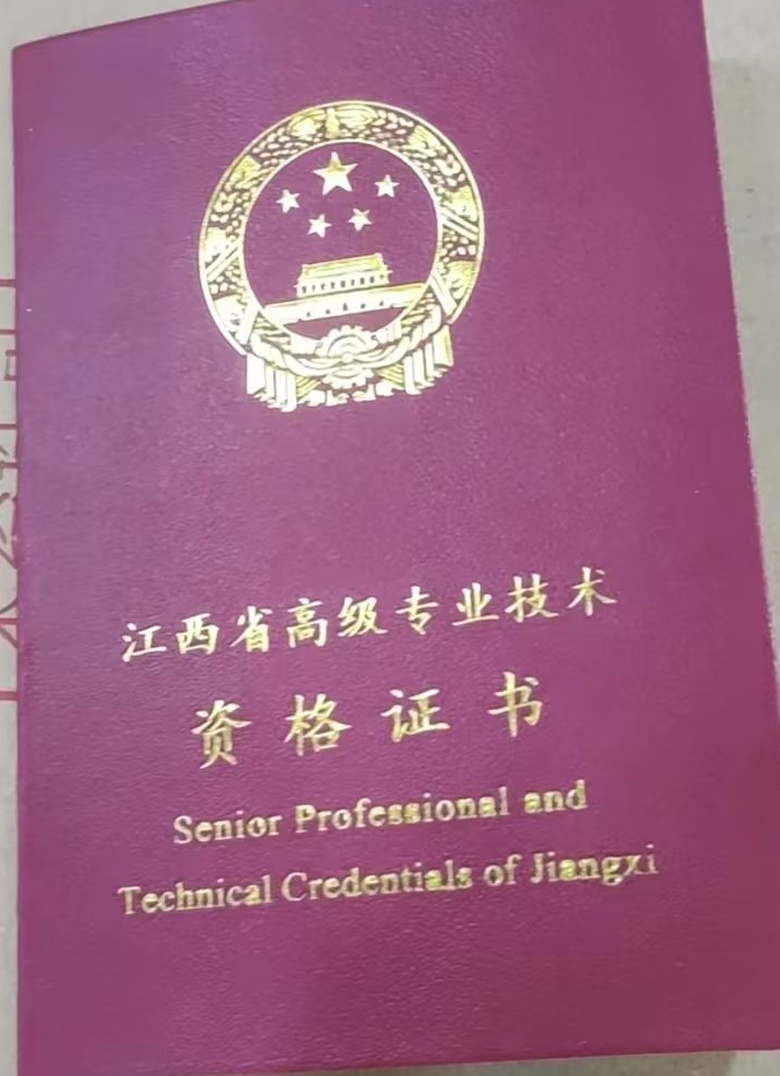 江西省高级专业技术
资格证书
Senior Professional and
Technical Credentials of Jiangxi